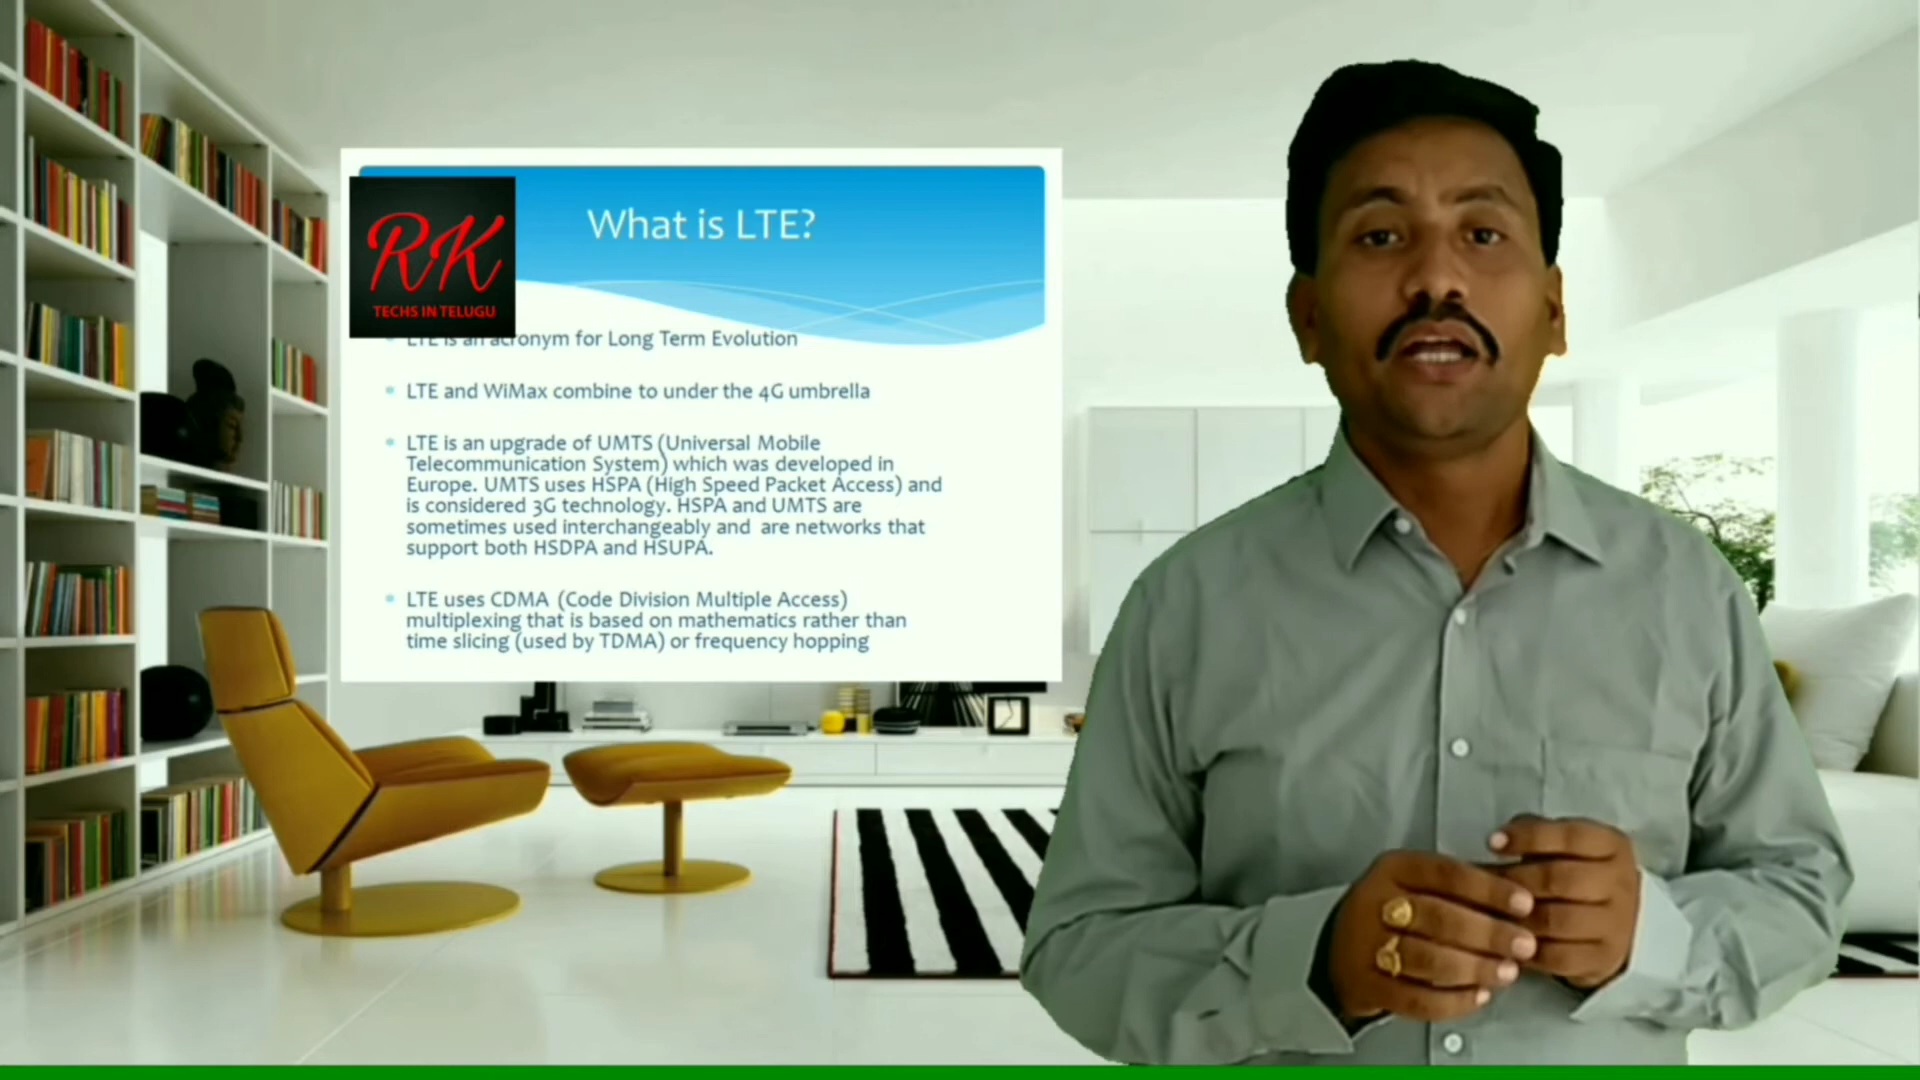 What is LTE?
RK
TECHS IN TELUGU
LTE is an acronym for Long Term Evolution
LTE and WiMax combine to under the 4G umbrella
LTE is an upgrade of UMTS (Universal Mobile
Telecommunication System) which was developed in
Europe. UMTS uses HSPA (High Speed Packet Access) and
is considered 3G technology. HSPA and UMTS are
sometimes used interchangeably and are networks that
support both HSDPA and HSUPA.
LTE uses CDMA (Code Division Multiple Access)
multiplexing that is based on mathematics rather than
time slicing (used by TDMA) or frequency hopping